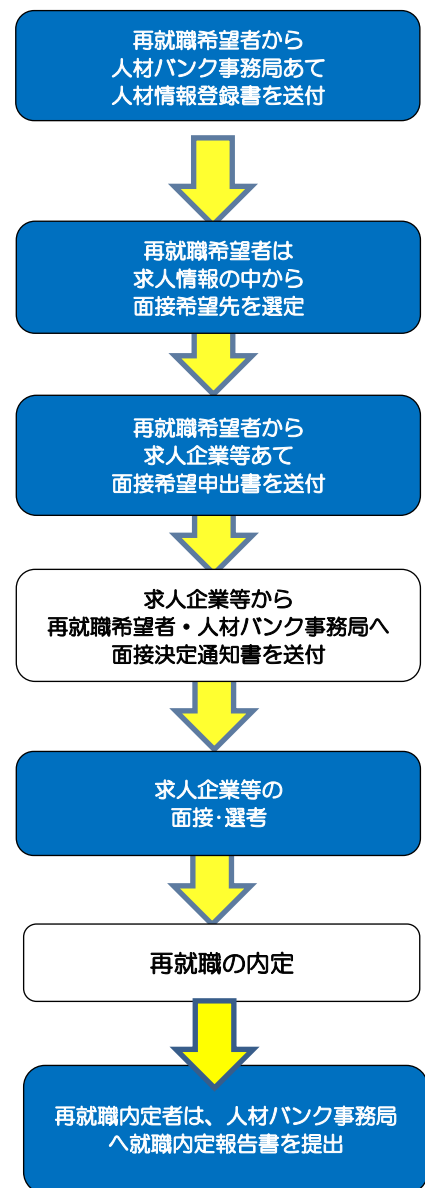 再就職希望者から
人材バンク事務局あて
人材情報登録書を送付
再就職希望者は
求人情報の中から
面接希望先を選定
再就職希望者から
求人企業等あて
面接希望申出書を送付
求人企業等から
再就職希望者・人材バンク事務局へ
面接決定通知書を送付
求人企業等の
面接･選考
再就職の内定
再就職内定者は、人材バンク事務局
へ就職内定報告書を提出